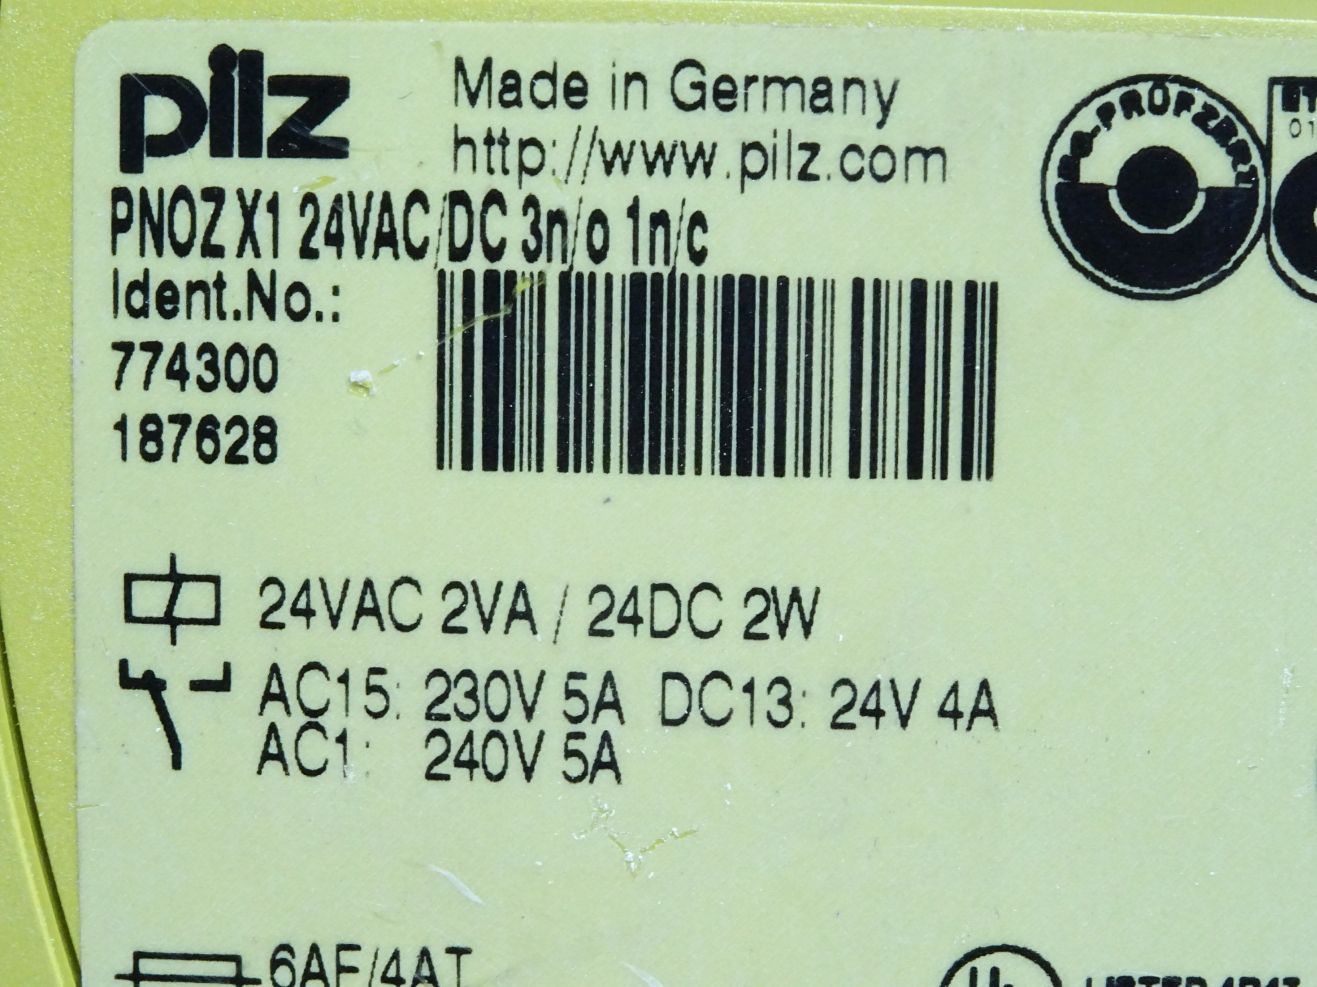 pilz
Made in Germany
http://www.pilz.com
PNOZ X1 24VAC/DC 3n/o 1n/c
Ident.No.:
774300
187628
24VAC 2VA / 24DC 2W
AC15: 230V 5A DC13: 24V 4A
AC1: 240V 5A
6AF/4AT
LISTED